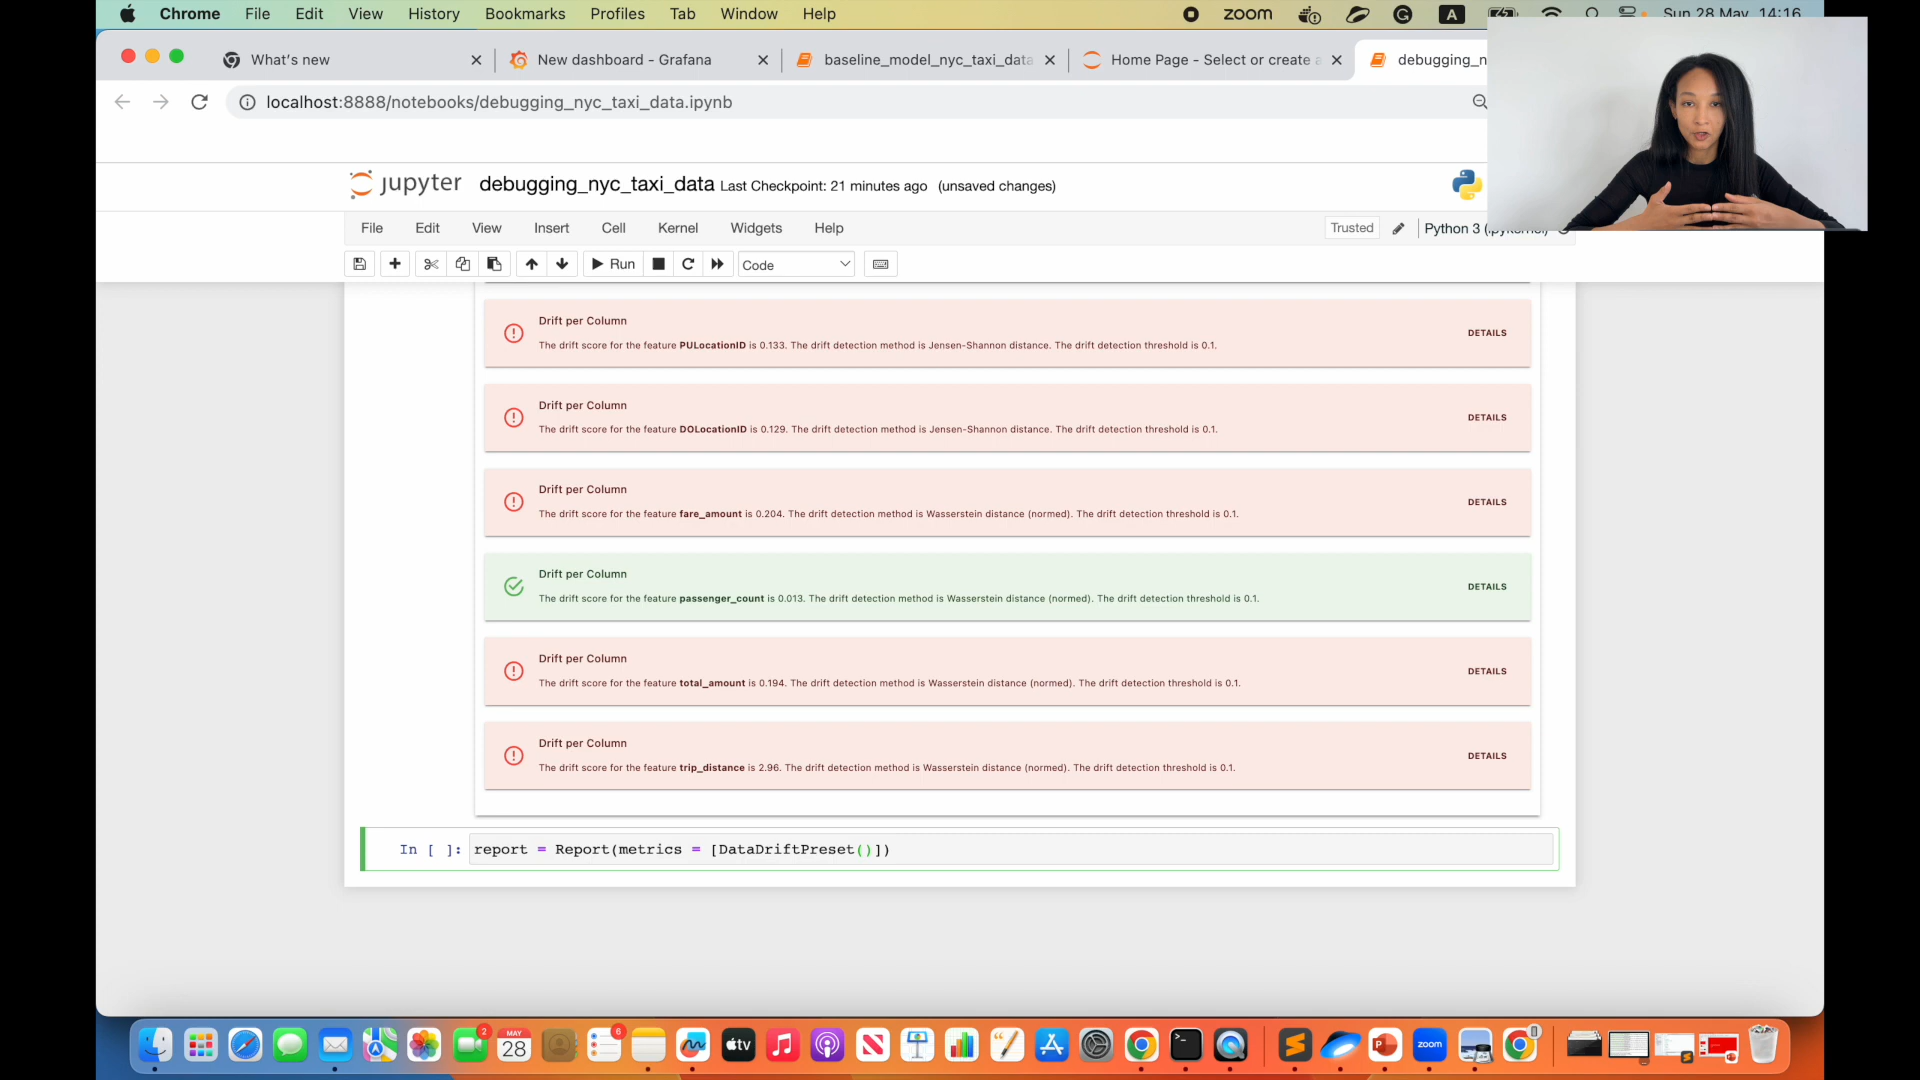 Chrome File Edit View History Bookmarks Profiles Tab Window Help zoom A Sun 28 May 14:16
What's new New dashboard - Grafana baseline_model_nyc_taxi_data Home Page - Select or create a debugging_n
localhost:8888/notebooks/debugging_nyc_taxi_data.ipynb
jupyter debugging_nyc_taxi_data Last Checkpoint: 21 minutes ago (unsaved changes)
File Edit View Insert Cell Kernel Widgets Help Trusted Python 3 (ipykernel)
Run Code
Drift per Column
The drift score for the feature PULocationID is 0.133. The drift detection method is Jensen-Shannon distance. The drift detection threshold is 0.1.
DETAILS
Drift per Column
The drift score for the feature DOLocationID is 0.129. The drift detection method is Jensen-Shannon distance. The drift detection threshold is 0.1.
DETAILS
Drift per Column
The drift score for the feature fare_amount is 0.204. The drift detection method is Wasserstein distance (normed). The drift detection threshold is 0.1.
DETAILS
Drift per Column
The drift score for the feature passenger_count is 0.013. The drift detection method is Wasserstein distance (normed). The drift detection threshold is 0.1.
DETAILS
Drift per Column
The drift score for the feature total_amount is 0.194. The drift detection method is Wasserstein distance (normed). The drift detection threshold is 0.1.
DETAILS
Drift per Column
The drift score for the feature trip_distance is 2.96. The drift detection method is Wasserstein distance (normed). The drift detection threshold is 0.1.
DETAILS
In [ ]: report = Report(metrics = [DataDriftPreset()])
2 MAY 28 6 tv zoom